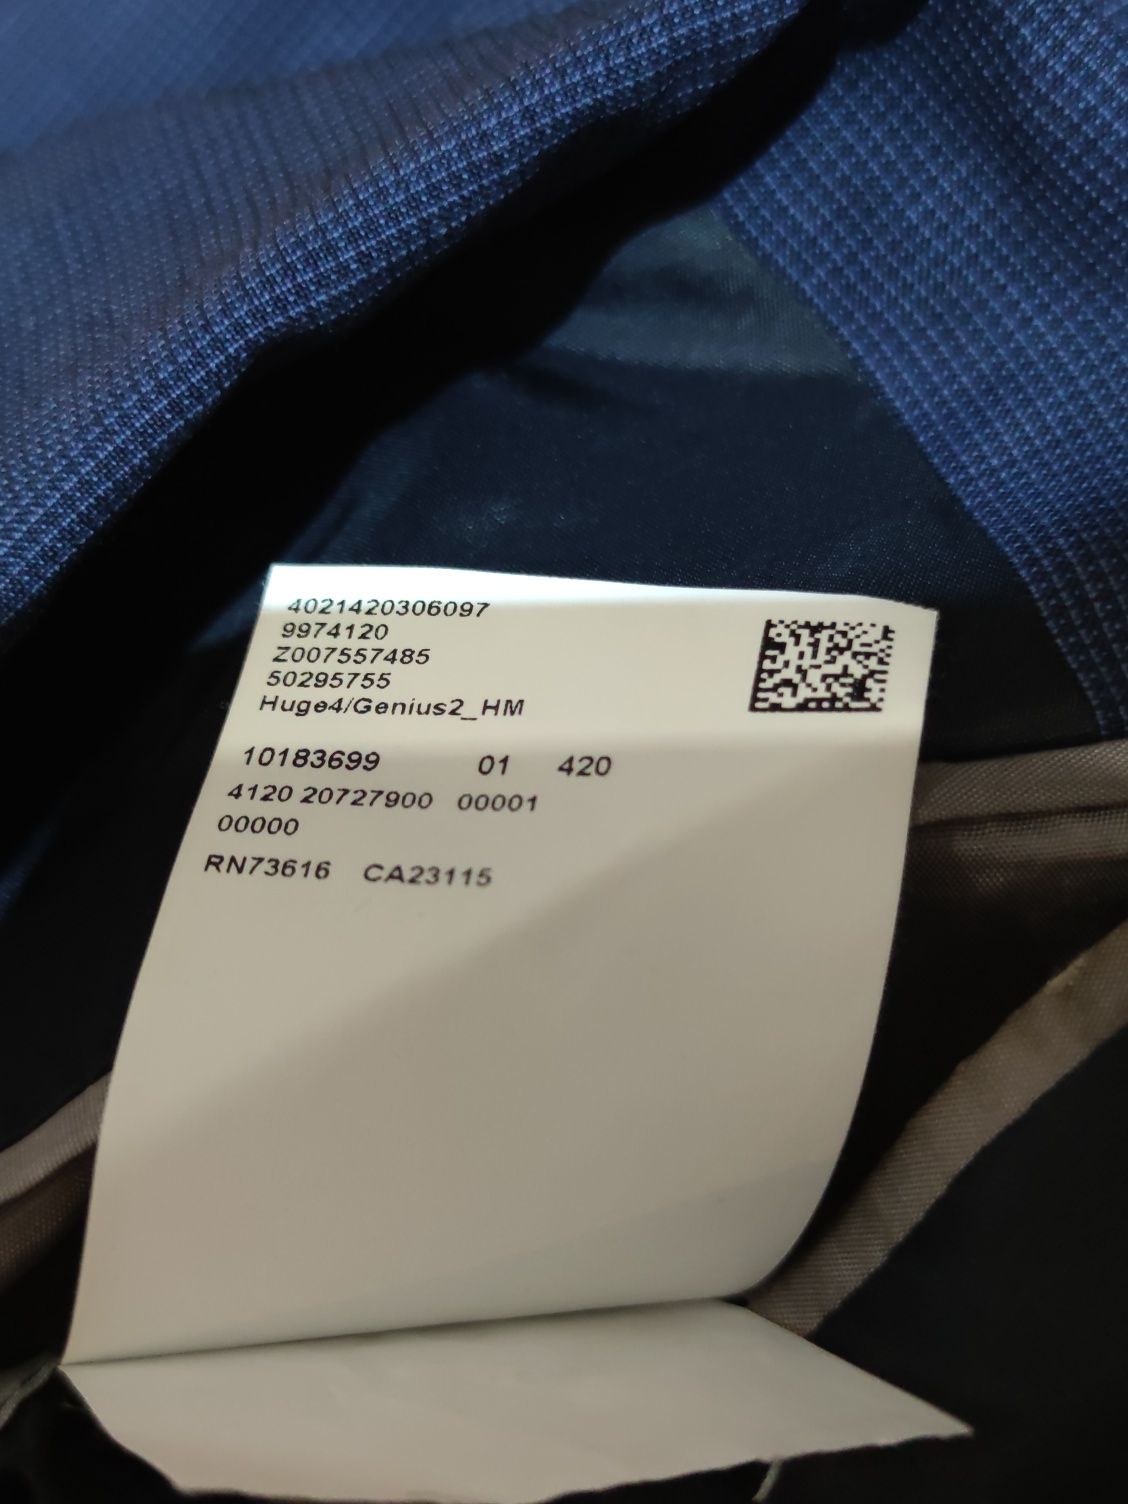 4021420306097
9974120
Z007557485
50295755
Huge4/Genius2_HM
10183699 01 420
4120 20727900 00001
00000
RN73616 CA23115